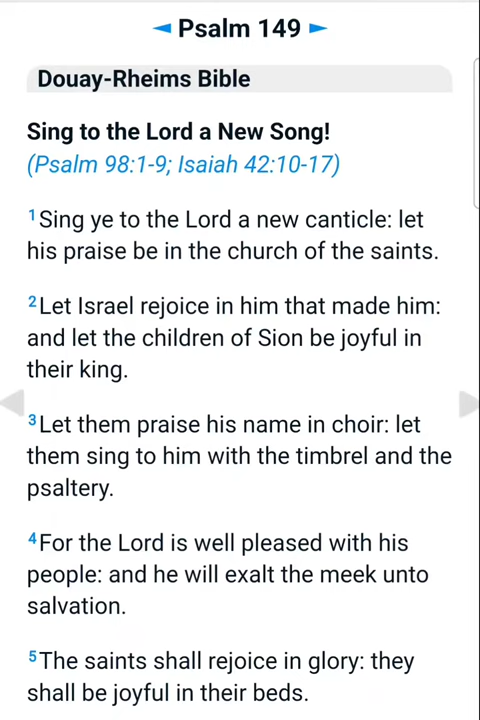 Psalm 149
Douay-Rheims Bible
Sing to the Lord a New Song!
(Psalm 98:1-9; Isaiah 42:10-17)
1Sing ye to the Lord a new canticle: let
his praise be in the church of the saints.
2Let Israel rejoice in him that made him:
and let the children of Sion be joyful in
their king.
3Let them praise his name in choir: let
them sing to him with the timbrel and the
psaltery.
4For the Lord is well pleased with his
people: and he will exalt the meek unto
salvation.
5The saints shall rejoice in glory: they
shall be joyful in their beds.